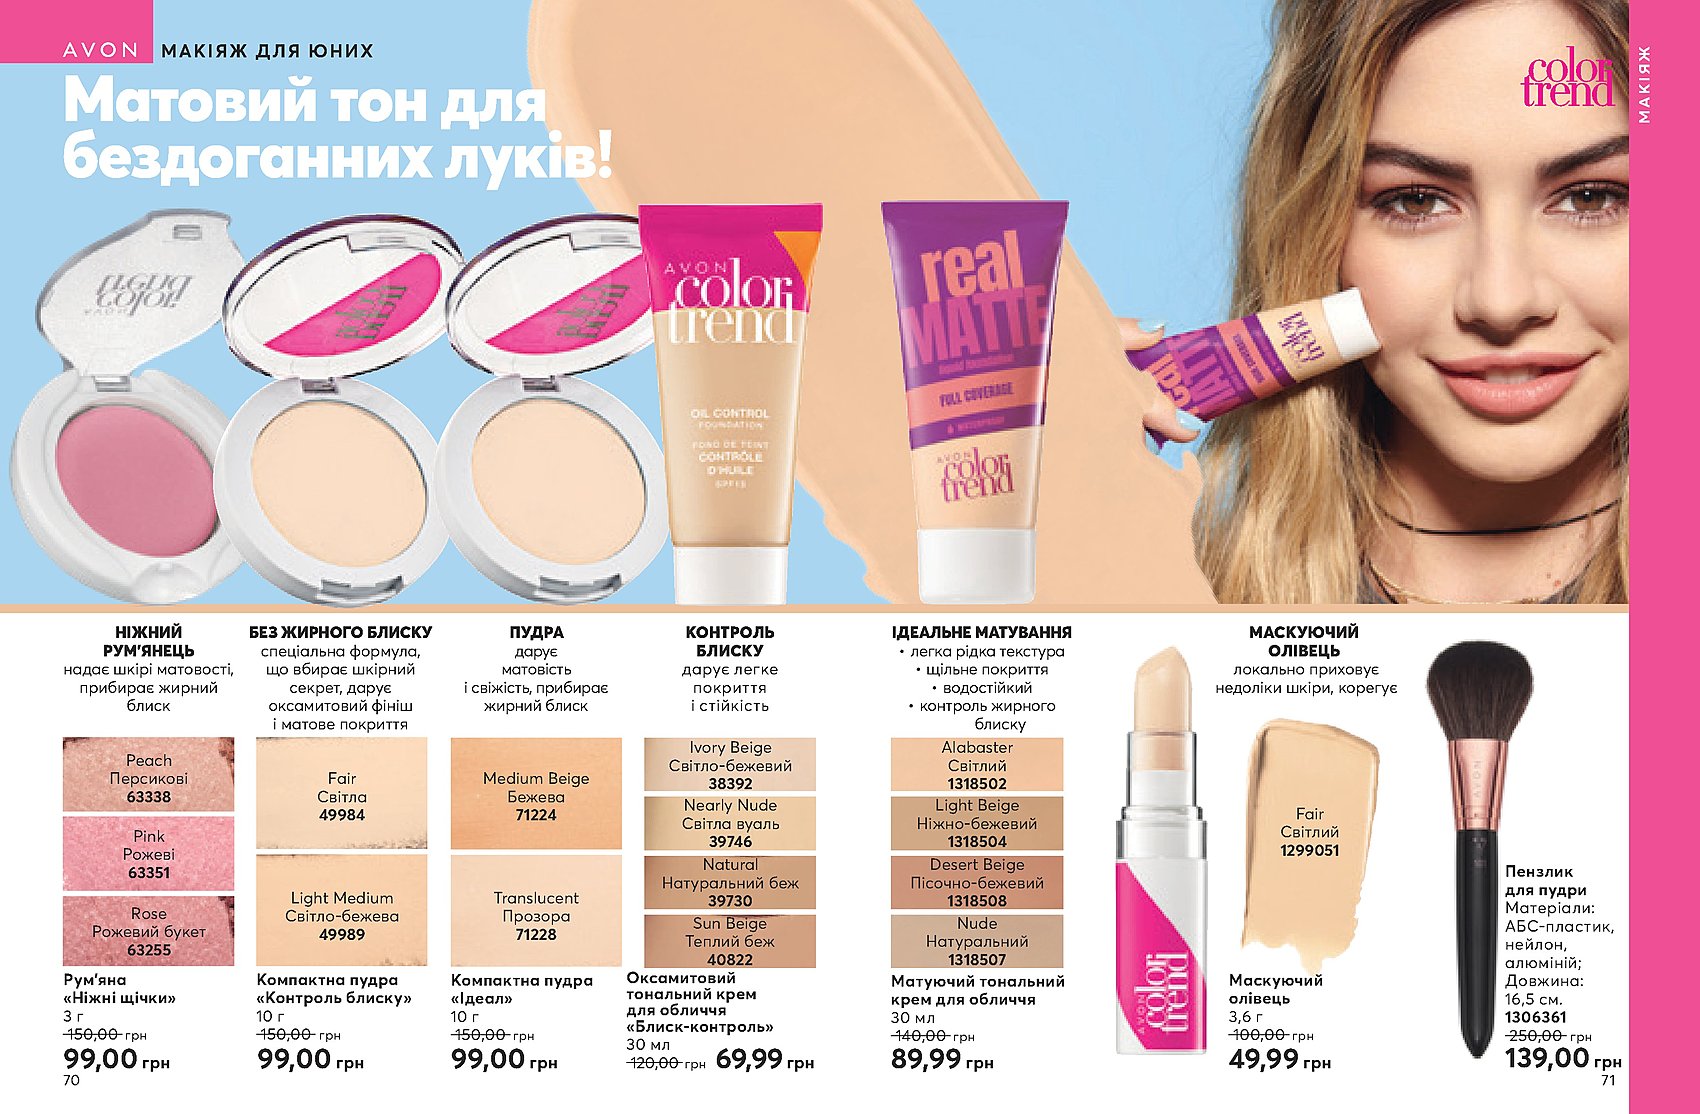 AVON МАКІЯЖ ДЛЯ ЮНИХ
Матовий тон для
бездоганних луків!
color
trend
МАКІЯЖ
AVON
color
trend
AVON
color
trend
OIL CONTROL
FOUNDATION
FOND DE TEINT
CONTRÔLE
D'HUILE
SPF15
real
MATTE
FULL COVERAGE
& WATERPROOF
AVON
color
trend
color
trend
НІЖНИЙ
РУМ'ЯНЕЦЬ
надає шкірі матовості,
прибирає жирний
блиск
Peach
Персикові
63338
Pink
Рожеві
63351
Rose
Рожевий букет
63255
Рум'яна
«Ніжні щічки»
3 г
150,00 грн
99,00 грн
70
БЕЗ ЖИРНОГО БЛИСКУ
спеціальна формула,
що вбирає шкірний
секрет, дарує
оксамитовий фініш
і матове покриття
Fair
Світла
49984
Light Medium
Світло-бежева
49989
Компактна пудра
«Контроль блиску»
10 г
150,00 грн
99,00 грн
ПУДРА
дарує
матовість
і свіжість, прибирає
жирний блиск
Medium Beige
Бежева
71224
Translucent
Прозора
71228
Компактна пудра
«Ідеал»
10 г
150,00 грн
99,00 грн
КОНТРОЛЬ
БЛИСКУ
дарує легке
покриття
і стійкість
Ivory Beige
Світло-бежевий
38392
Nearly Nude
Світла вуаль
39746
Natural
Натуральний беж
39730
Sun Beige
Теплий беж
40822
Оксамитовий
тональний крем
для обличчя
«Блиск-контроль»
30 мл
120,00 грн 69,99 грн
ІДЕАЛЬНЕ МАТУВАННЯ
• легка рідка текстура
• щільне покриття
• водостійкий
• контроль жирного
блиску
Alabaster
Світлий
1318502
Light Beige
Ніжно-бежевий
1318504
Desert Beige
Пісочно-бежевий
1318508
Nude
Натуральний
1318507
Матуючий тональний
крем для обличчя
30 мл
140,00 грн
89,99 грн
AVON
color
trend
МАСКУЮЧИЙ
ОЛІВЕЦЬ
локально приховує
недоліки шкіри, корегує
Fair
Світлий
1299051
Маскуючий
олівець
3,6 г
100,00 грн
49,99 грн
AVON
Пензлик
для пудри
Матеріали:
АБС-пластик,
нейлон,
алюміній;
Довжина:
16,5 см.
1306361
250,00 грн
139,00 грн
71